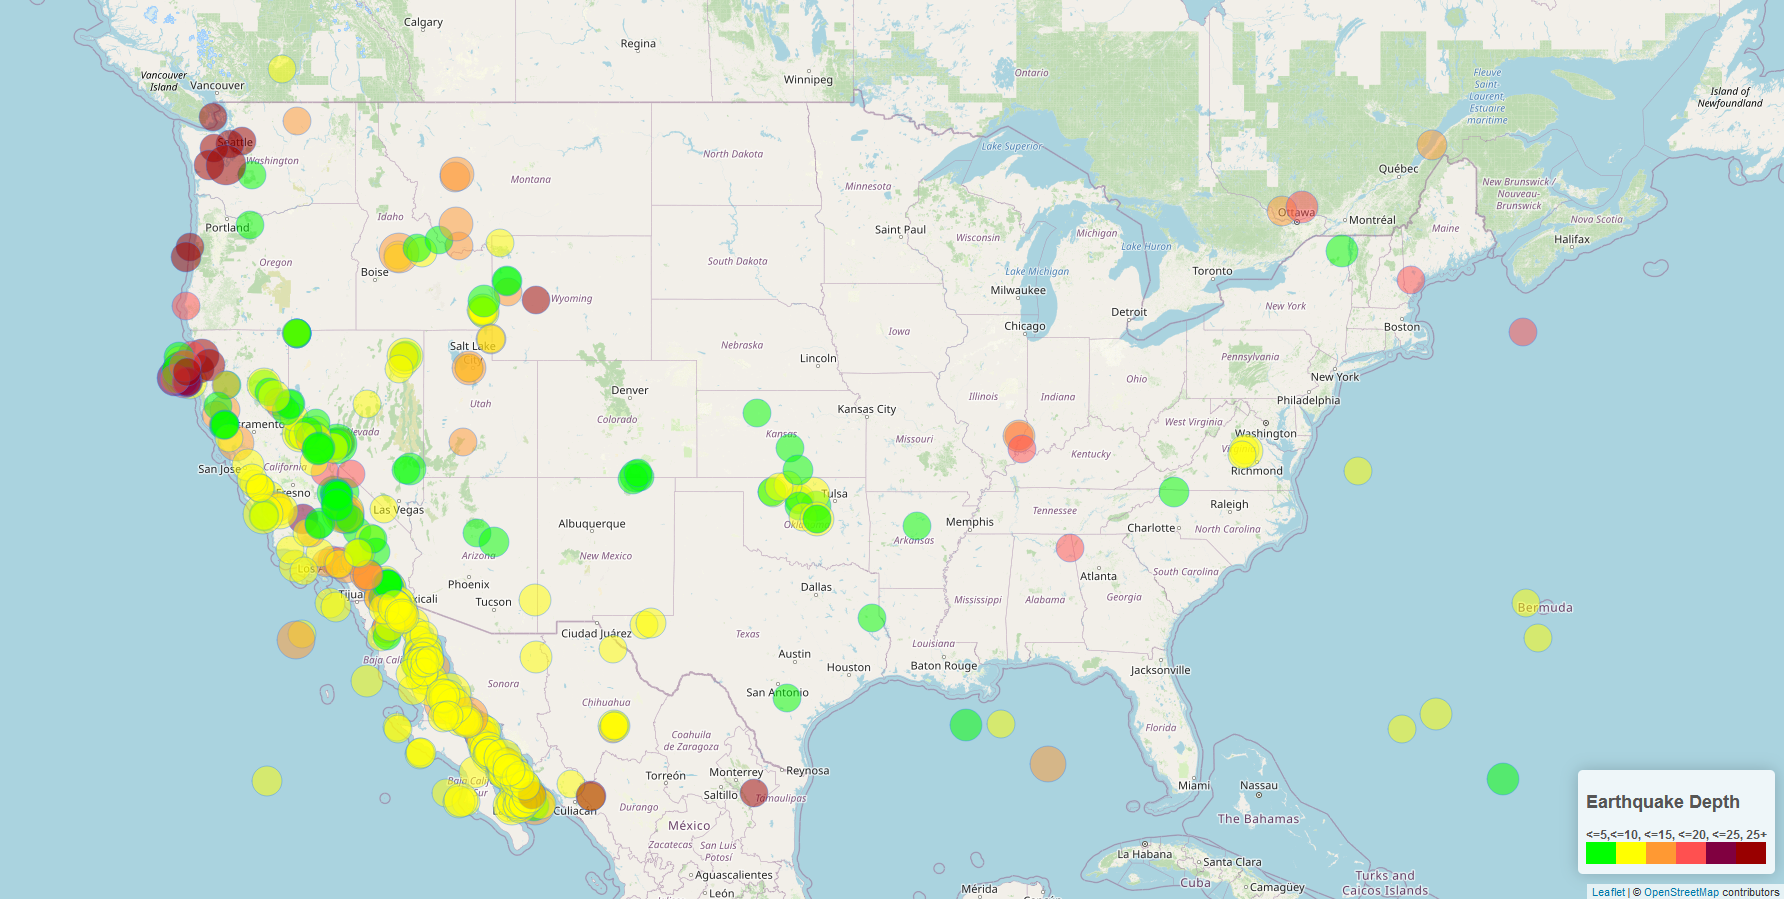 Calgary
Regina
Winnipeg
Ontario
Vancouver
Island
Vancouver
Fleuve
Saint-
Laurent,
Estuaire
maritime
Island of
Newfoundland
Seattle
Washington
North Dakota
Lake Superior
Québec
Montana
Minnesota
New Brunswick /
Nouveau-
Brunswick
Nova Scotia
Idaho
Portland
Ottawa
Montréal
Saint Paul
Wisconsin
Michigan
Maine
Halifax
Lake Huron
Oregon
Boise
South Dakota
Lake Michigan
Toronto
Wyoming
Milwaukee
New York
Detroit
Chicago
Boston
Iowa
Salt Lake
City
Nebraska
Lincoln
Pennsylvania
New York
Ohio
Denver
Utah
Illinois
Indiana
Philadelphia
Kansas City
Colorado
West Virginia
cramento
Nevada
Kansas
Missouri
Washington
Kentucky
San Jose
California
Richmond
Fresno
Tulsa
Las Vegas
Tennessee
Raleigh
Albuquerque
Oklahoma
Memphis
Charlotte
North Carolina
Arkansas
Arizona
New Mexico
Los
Atlanta
South Carolina
Phoenix
Dallas
Tijua
xicali
Tucson
Mississippi
Alabama
Georgia
Bermuda
Ciudad Juárez
Texas
Louisiana
Austin
Baja Cali
Houston
Baton Rouge
Jacksonville
Sonora
San Antonio
Chihuahua
Florida
Coahuila
de Zaragoza
Torreón
Monterrey
Reynosa
Baja Cal
Sur
Saltillo
Tamaulipas
Miami
Nassau
Culiacán
Durango
The Bahamas
México
Zacatecas
San Luis
Potosí
La Habana
Santa Clara
Aguascalientes
Cuba
Camagüey
Turks and
Caicos Islands
León
Mérida
Earthquake Depth
<=5,<=10, <=15, <=20, <=25, 25+
Leaflet | © OpenStreetMap contributors